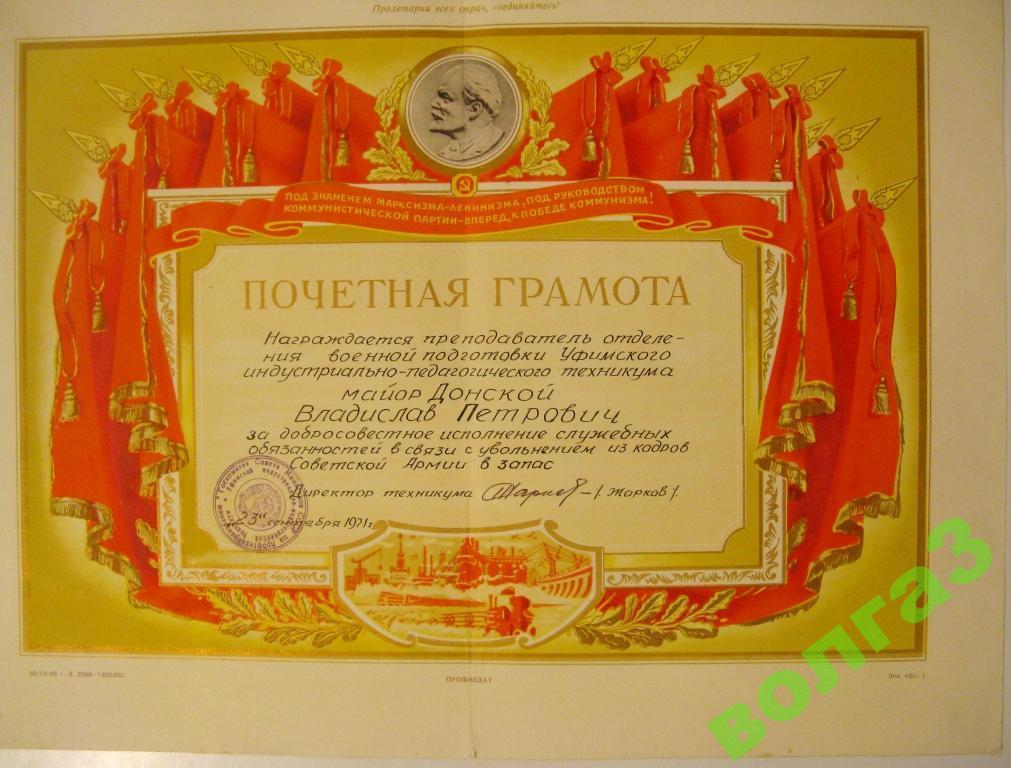 Пролетарии всех стран, соединяйтесь!
ПОД ЗНАМЕНЕМ МАРКСИЗМА-ЛЕНИНИЗМА, ПОД РУКОВОДСТВОМ
КОММУНИСТИЧЕСКОЙ ПАРТИИ-ВПЕРЕД, К ПОБЕДЕ КОММУНИЗМА!
ПОЧЕТНАЯ ГРАМОТА
Награждается преподаватель отделе-
ния военной подготовки Уфимского
индустриально-педагогического техникума
майор Донской
Владислав Петрович
за добросовестное исполнение служебных
обязанностей в связи с увольнением из кадров
Советской Армии в запас
Директор техникума - /. Жарков /.
"23" сентября 1971г.
ПРОФИЗДАТ
волга3